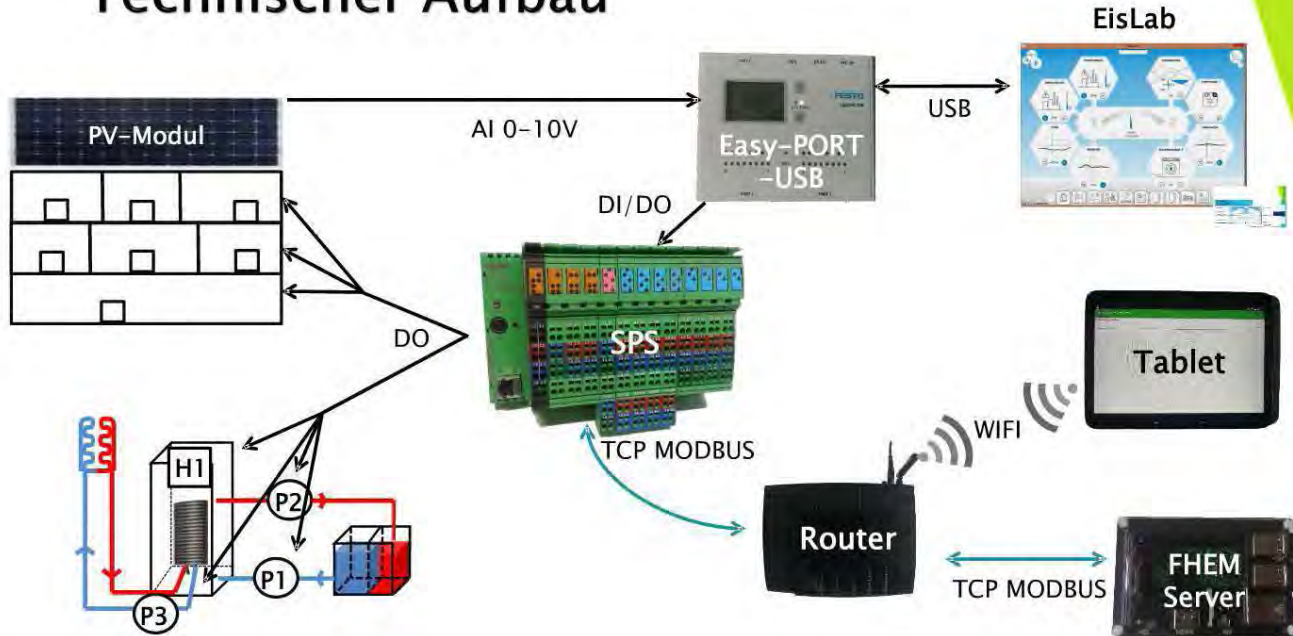 Technischer Aufbau
EisLab
PV-Modul
AI 0-10V
FESTO
Easy-PORT
-USB
USB
DI/DO
DO
SPS
Tablet
H1
WIFI
TCP MODBUS
P2
Router
P1
FHEM
Server
TCP MODBUS
P3